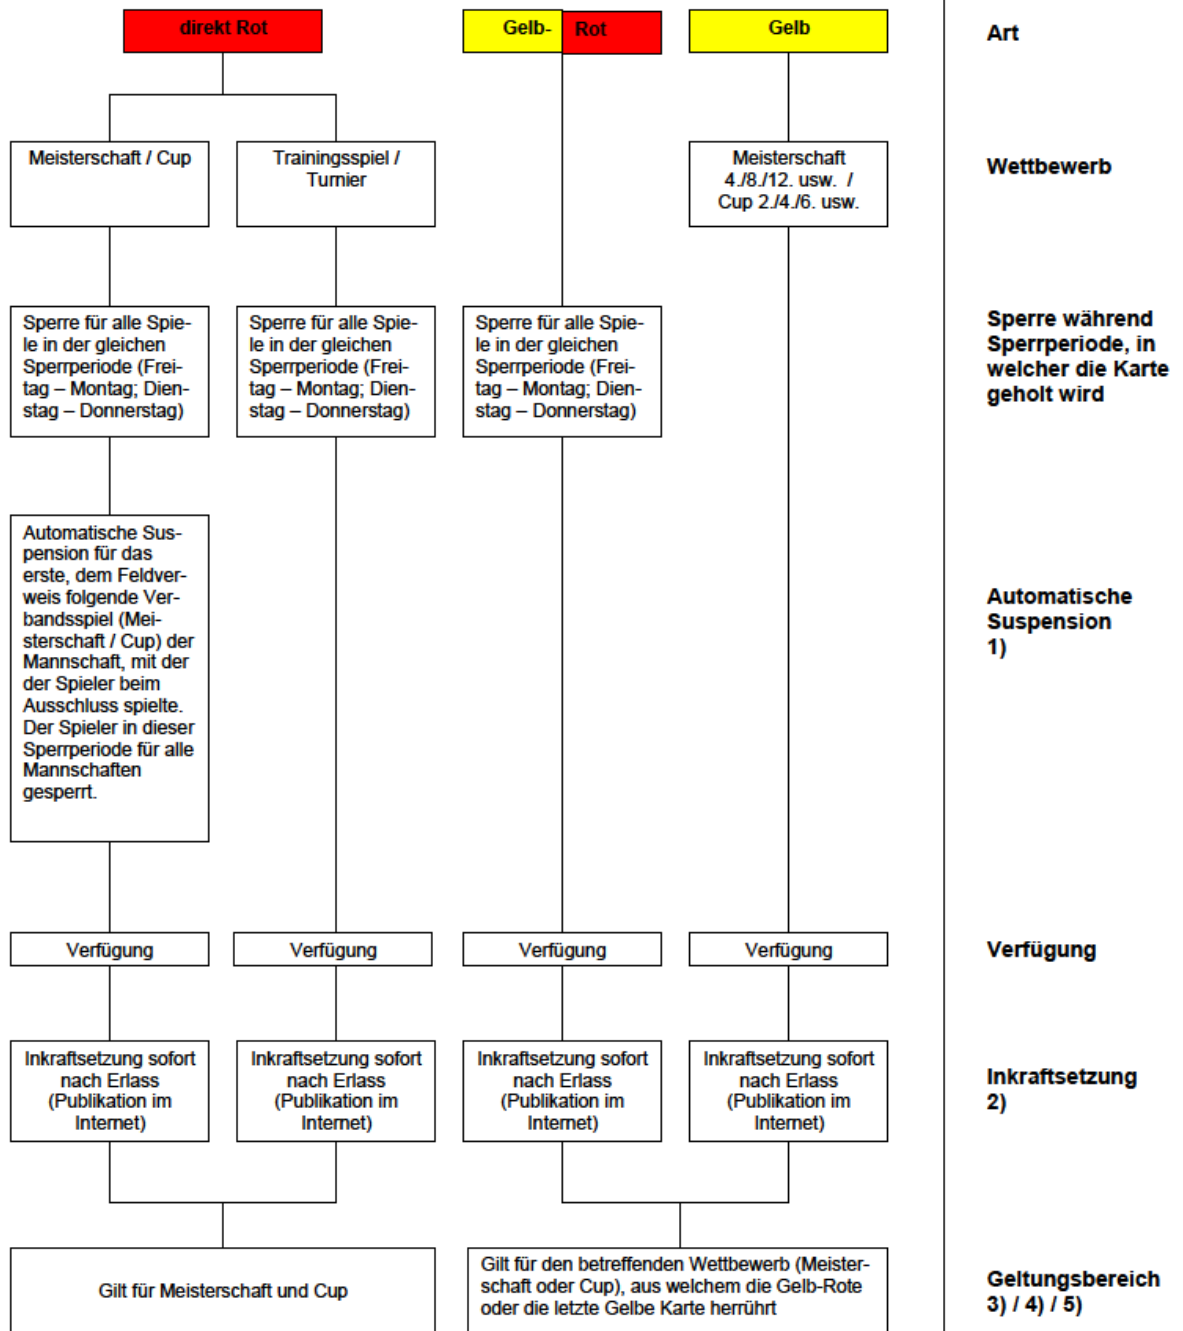 direkt Rot
Gelb-
Rot
Gelb
Art
Meisterschaft / Cup
Trainingsspiel /
Turnier
Meisterschaft
4./8./12. usw. /
Cup 2./4./6. usw.
Wettbewerb
Sperre für alle Spie-
le in der gleichen
Sperrperiode (Frei-
tag – Montag; Dien-
stag – Donnerstag)
Sperre für alle Spie-
le in der gleichen
Sperrperiode (Frei-
tag – Montag; Dien-
stag – Donnerstag)
Sperre für alle Spie-
le in der gleichen
Sperrperiode (Frei-
tag – Montag; Dien-
stag – Donnerstag)
Sperre während
Sperrperiode, in
welcher die Karte
geholt wird
Automatische Sus-
pension für das
erste, dem Feldver-
weis folgende Ver-
bandsspiel (Mei-
sterschaft / Cup) der
Mannschaft, mit der
der Spieler beim
Ausschluss spielte.
Der Spieler in dieser
Sperrperiode für alle
Mannschaften
gesperrt.
Automatische
Suspension
1)
Verfügung
Verfügung
Verfügung
Verfügung
Verfügung
Inkraftsetzung sofort
nach Erlass
(Publikation im
Internet)
Inkraftsetzung sofort
nach Erlass
(Publikation im
Internet)
Inkraftsetzung sofort
nach Erlass
(Publikation im
Internet)
Inkraftsetzung sofort
nach Erlass
(Publikation im
Internet)
Inkraftsetzung
2)
Gilt für Meisterschaft und Cup
Gilt für den betreffenden Wettbewerb (Meister-
schaft oder Cup), aus welchem die Gelb-Rote
oder die letzte Gelbe Karte herrührt
Geltungsbereich
3) / 4) / 5)